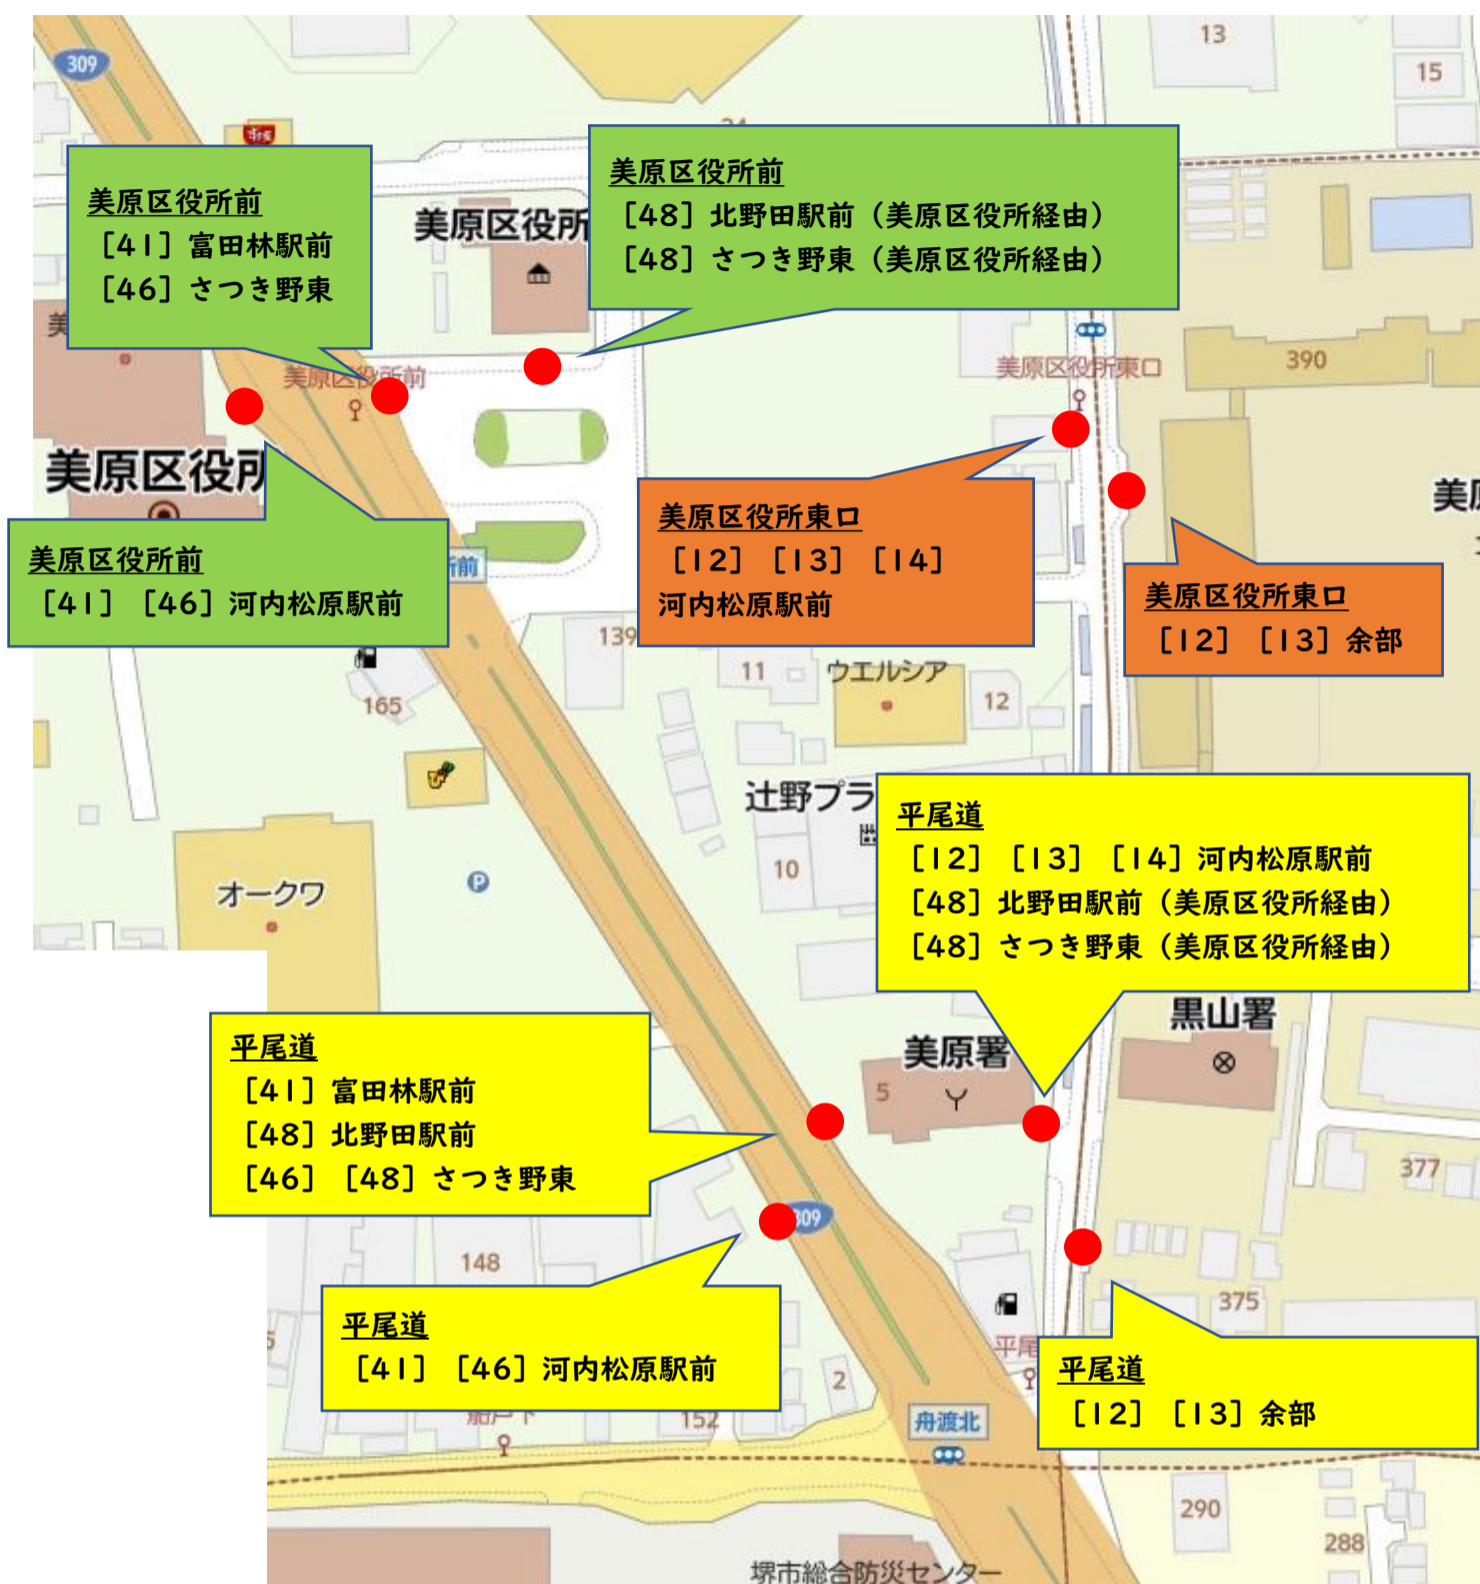 309
13
15
すき家
美原区役所前
[41] 富田林駅前
[46] さつき野東
美原区役所
美原区役所前
[48] 北野田駅前（美原区役所経由）
[48] さつき野東（美原区役所経由）
美原区役所前
美原区役所東口
390
美原区役所
美原区役所前
[41] [46] 河内松原駅前
美原区役所東口
[12] [13] [14]
河内松原駅前
美原区役所東口
[12] [13] 余部
139
11
ウエルシア
12
165
辻野プラ
10
オークワ
P
平尾道
[12] [13] [14] 河内松原駅前
[48] 北野田駅前（美原区役所経由）
[48] さつき野東（美原区役所経由）
黒山署
美原署
5
平尾道
[41] 富田林駅前
[48] 北野田駅前
[46] [48] さつき野東
377
309
148
375
平尾道
[41] [46] 河内松原駅前
平尾
平尾道
[12] [13] 余部
2
152
舟渡北
290
288
堺市総合防災センター